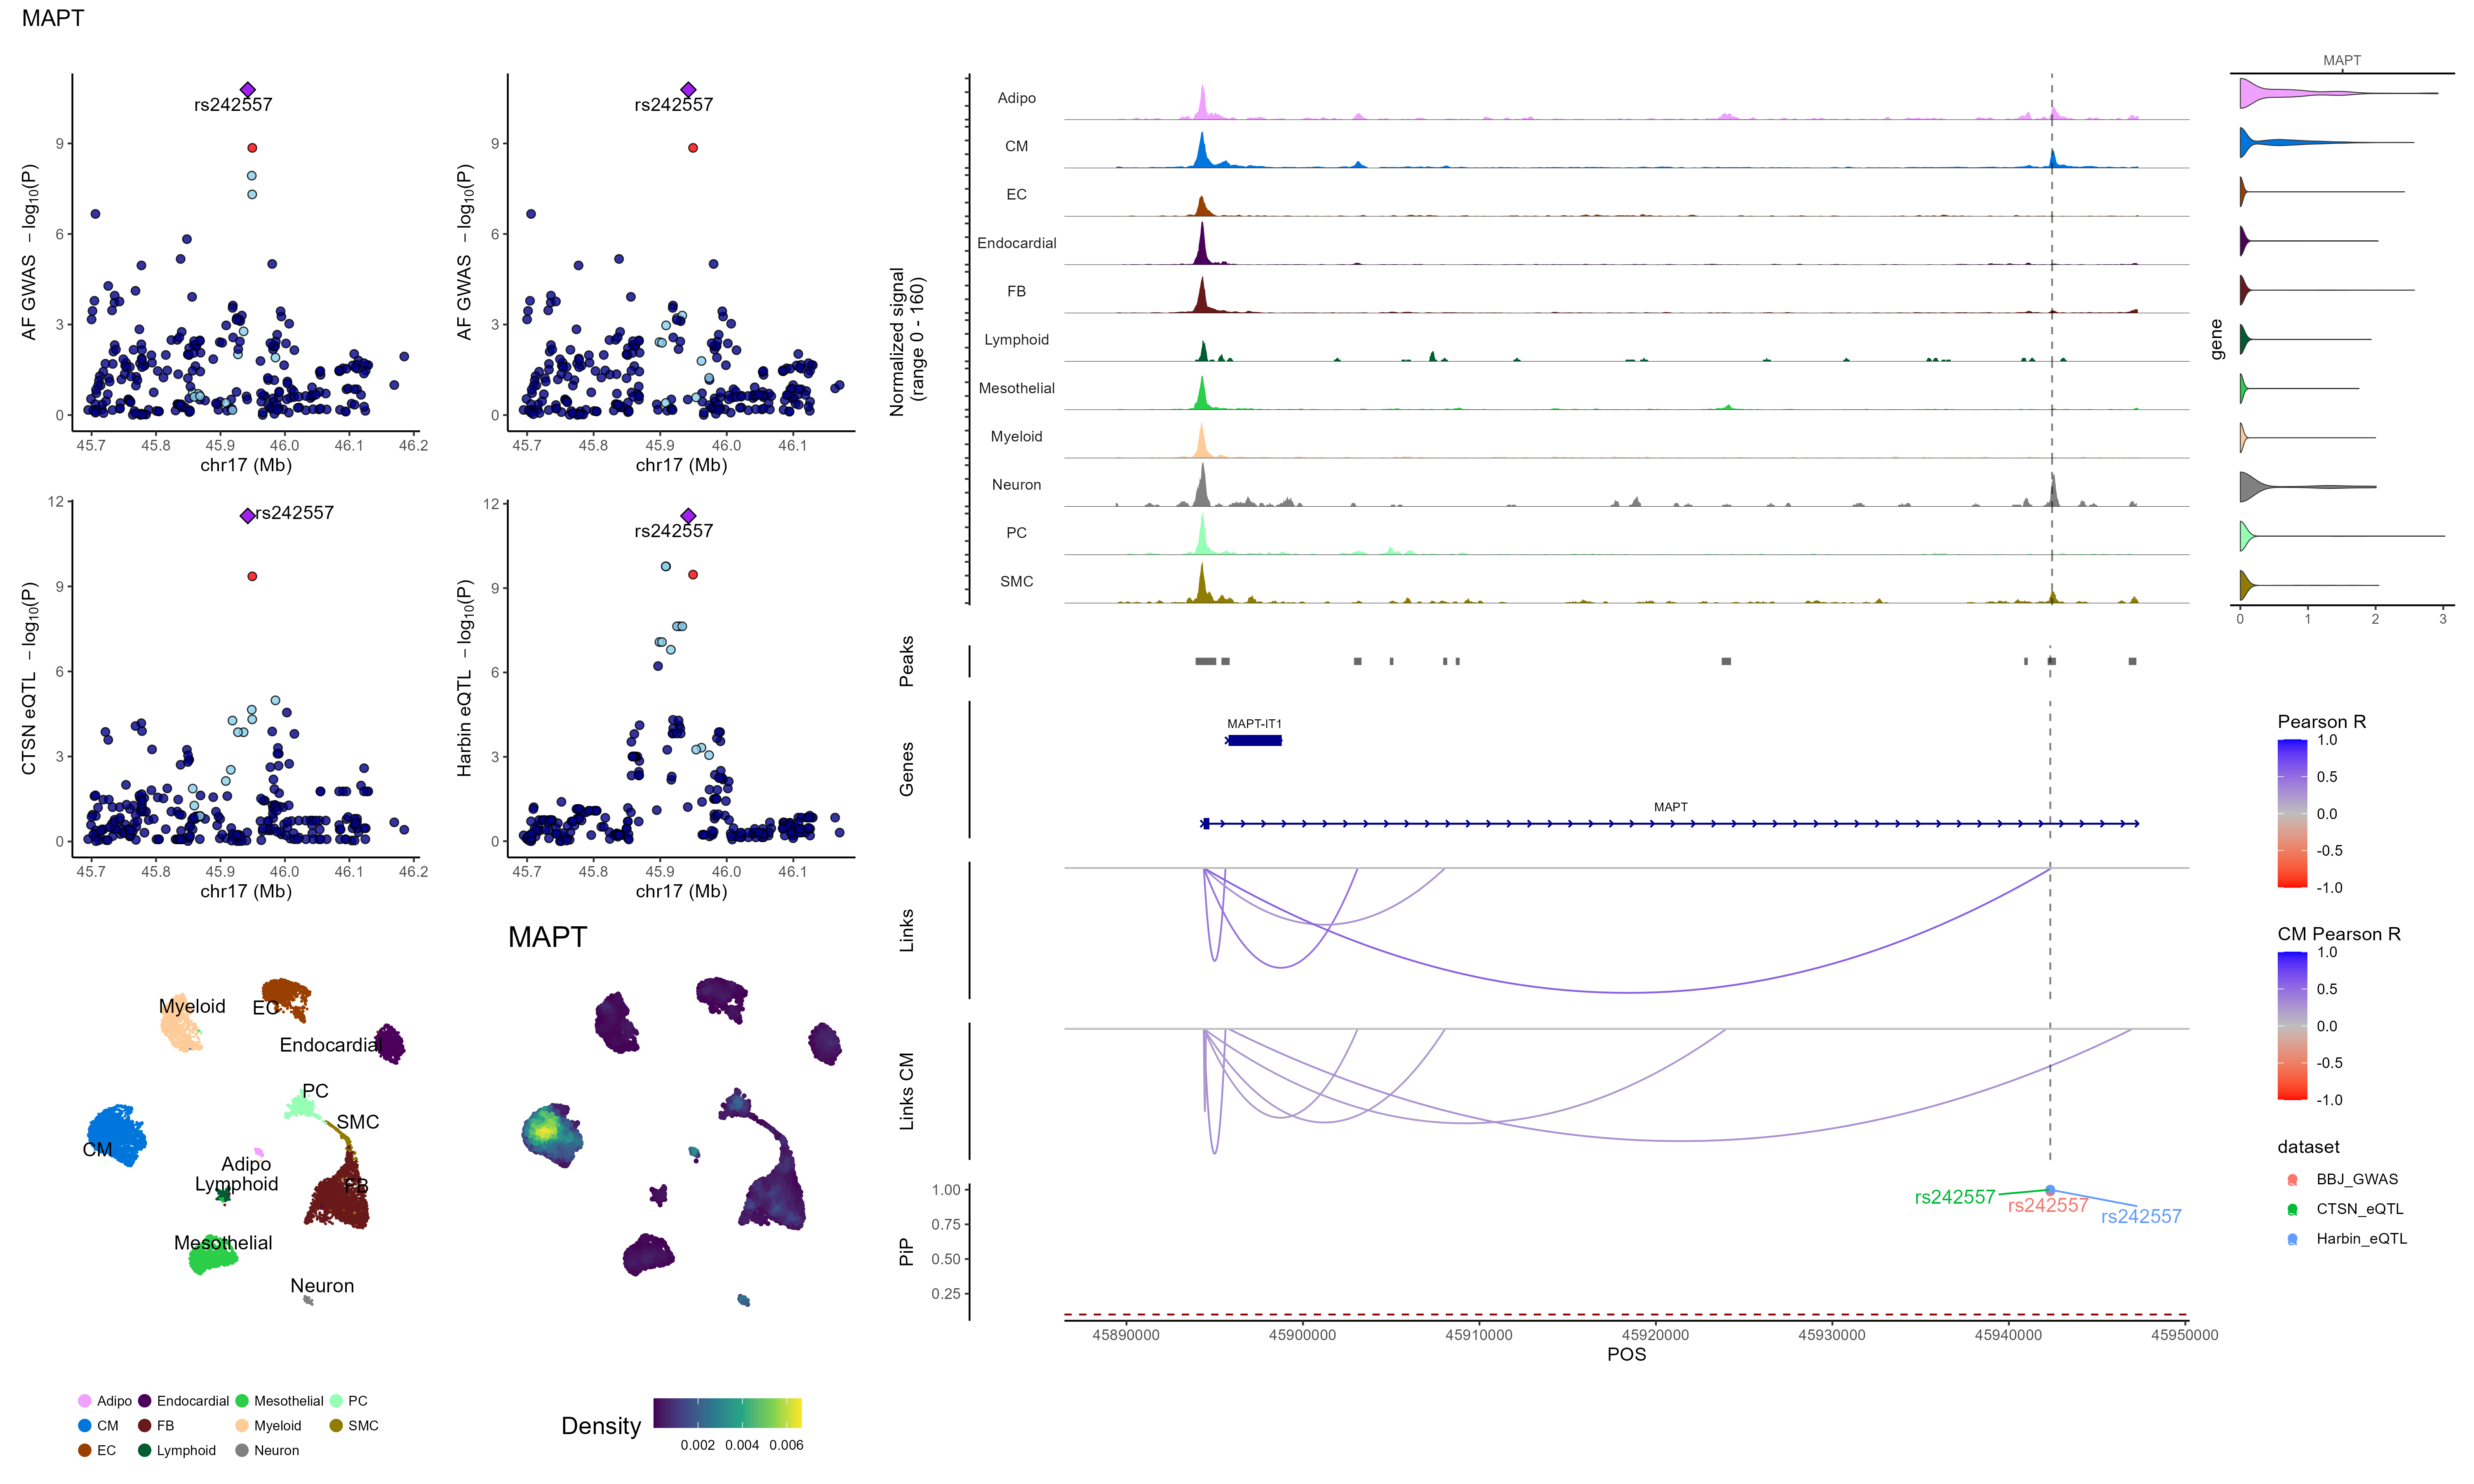 MAPT
AF GWAS − log10(P)
9
6
3
0
rs242557
45.7 45.8 45.9 46.0 46.1 46.2
chr17 (Mb)
AF GWAS − log10(P)
9
6
3
0
rs242557
45.7 45.8 45.9 46.0 46.1
chr17 (Mb)
CTSN eQTL − log10(P)
12
9
6
3
0
rs242557
45.7 45.8 45.9 46.0 46.1 46.2
chr17 (Mb)
Harbin eQTL − log10(P)
12
9
6
3
0
rs242557
45.7 45.8 45.9 46.0 46.1
chr17 (Mb)
Myeloid
EC
Endocardial
PC
SMC
CM
Adipo
Lymphoid
FB
Mesothelial
Neuron
Adipo Endocardial Mesothelial PC
CM FB Myeloid SMC
EC Lymphoid Neuron
MAPT
Density
0.002 0.004 0.006
Normalized signal
(range 0 - 160)
Adipo
CM
EC
Endocardial
FB
Lymphoid
Mesothelial
Myeloid
Neuron
PC
SMC
MAPT
gene
0 1 2 3
Peaks
Genes
MAPT-IT1
MAPT
Links
Links CM
PiP
1.00
0.75
0.50
0.25
rs242557
rs242557
rs242557
45890000 45900000 45910000 45920000 45930000 45940000 45950000
POS
Pearson R
1.0
0.5
0.0
-0.5
-1.0
CM Pearson R
1.0
0.5
0.0
-0.5
-1.0
dataset
BBJ_GWAS
CTSN_eQTL
Harbin_eQTL